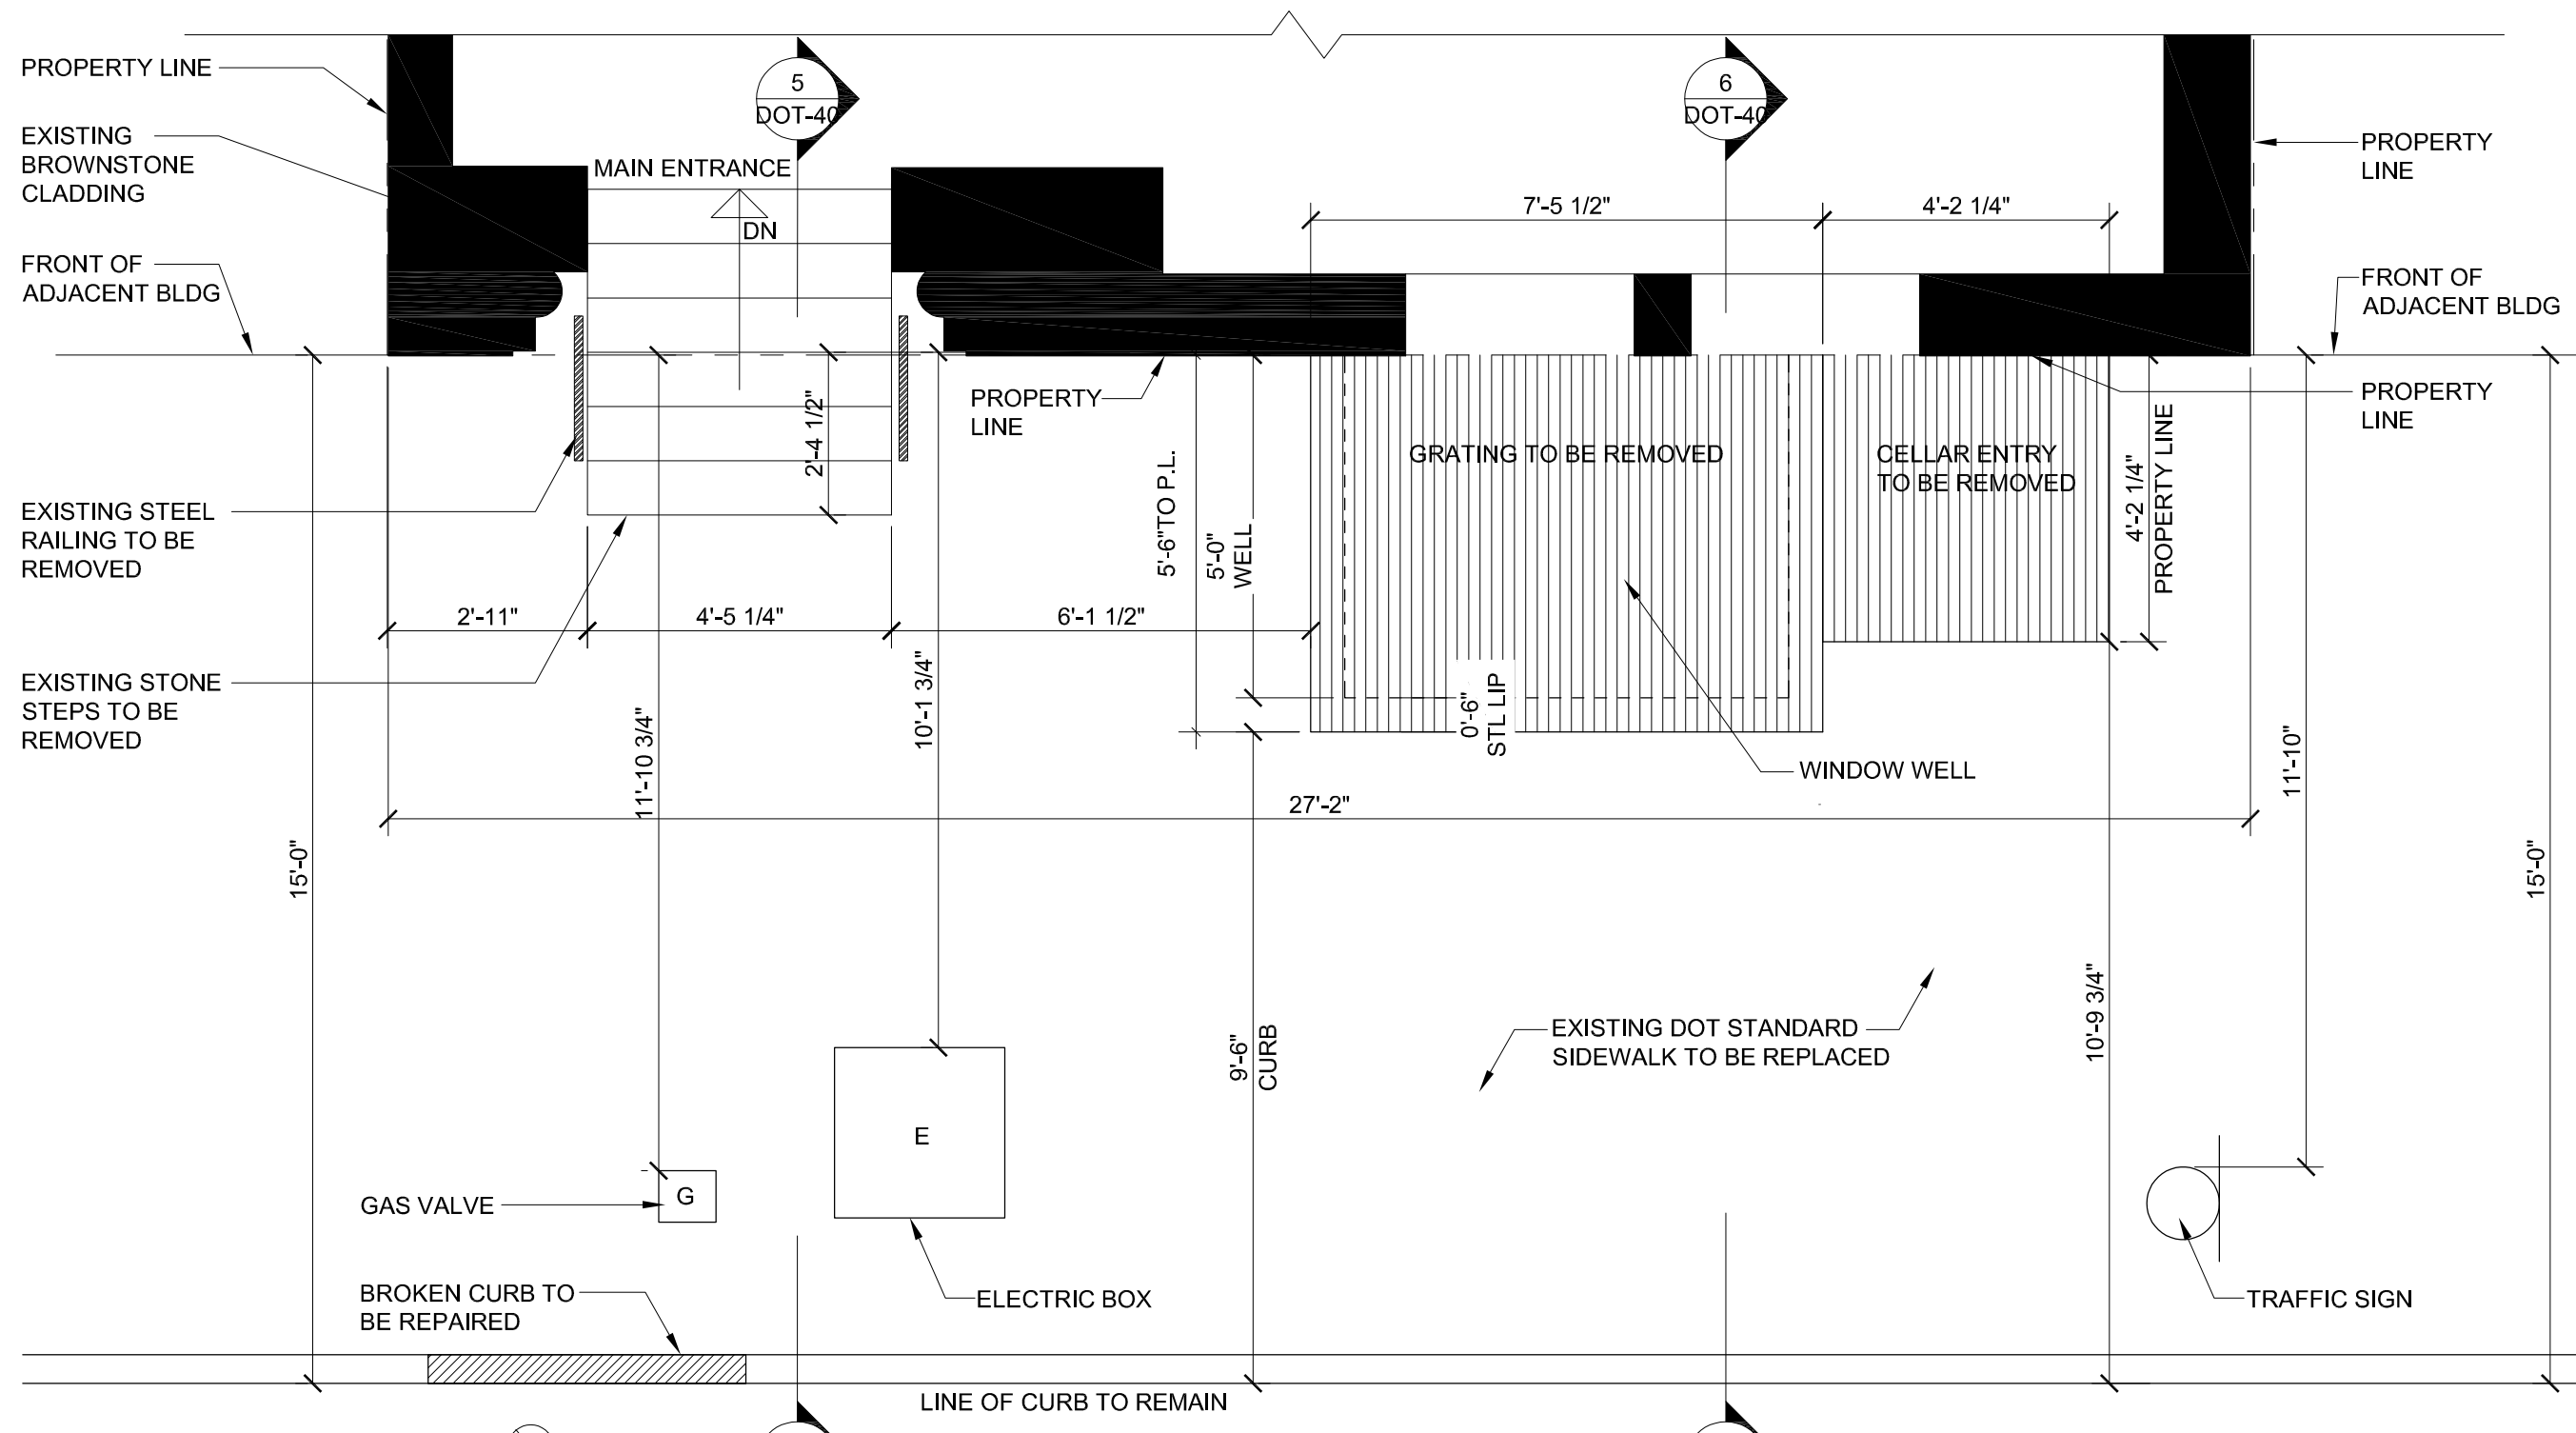 PROPERTY LINE
EXISTING
BROWNSTONE
CLADDING
FRONT OF
ADJACENT BLDG
5
DOT-40
6
DOT-40
MAIN ENTRANCE
DN
7'-5 1/2"
4'-2 1/4"
PROPERTY
LINE
FRONT OF
ADJACENT BLDG
PROPERTY
LINE
PROPERTY
LINE
2'-4 1/2"
GRATING TO BE REMOVED
CELLAR ENTRY
TO BE REMOVED
4'-2 1/4"
PROPERTY LINE
5'-6"TO P.L.
5'-0"
WELL
EXISTING STEEL
RAILING TO BE
REMOVED
2'-11"
4'-5 1/4"
6'-1 1/2"
EXISTING STONE
STEPS TO BE
REMOVED
11'-10 3/4"
10'-1 3/4"
0'-6"
STL LIP
WINDOW WELL
27'-2"
11'-10"
15'-0"
15'-0"
9'-6"
CURB
EXISTING DOT STANDARD
SIDEWALK TO BE REPLACED
10'-9 3/4"
E
G
GAS VALVE
BROKEN CURB TO
BE REPAIRED
ELECTRIC BOX
TRAFFIC SIGN
LINE OF CURB TO REMAIN